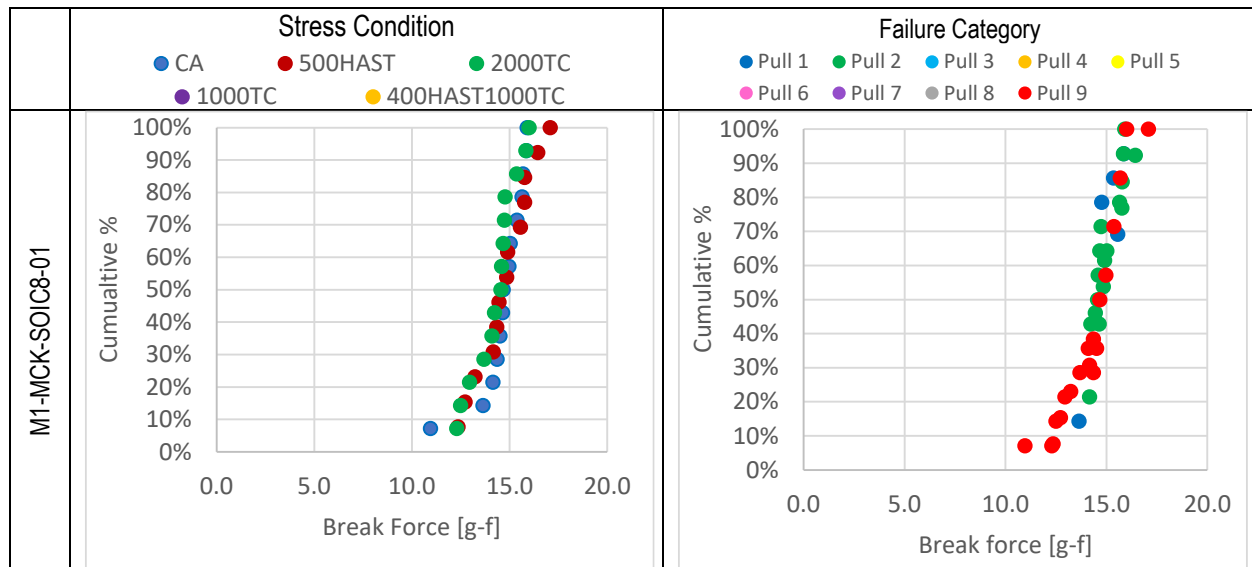 Stress Condition
CA 500HAST 2000TC
1000TC 400HAST1000TC
Failure Category
Pull 1 Pull 2 Pull 3 Pull 4 Pull 5
Pull 6 Pull 7 Pull 8 Pull 9
M1-MCK-SOIC8-01
Cumualtive %
100%
90%
80%
70%
60%
50%
40%
30%
20%
10%
0%
0.0 5.0 10.0 15.0 20.0
Break Force [g-f]
Cumulative %
100%
90%
80%
70%
60%
50%
40%
30%
20%
10%
0%
0.0 5.0 10.0 15.0 20.0
Break force [g-f]